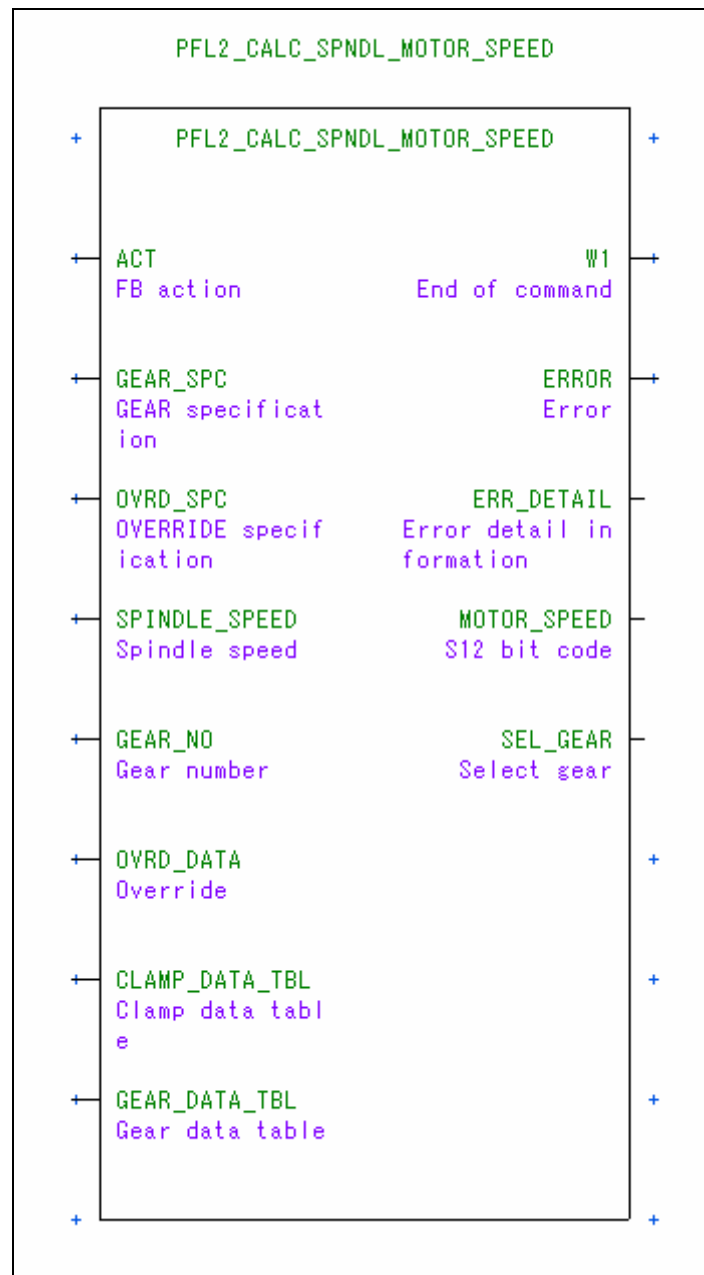 PFL2_CALC_SPNDL_MOTOR_SPEED
PFL2_CALC_SPNDL_MOTOR_SPEED
ACT W1
FB action End of command
GEAR_SPC ERROR
GEAR specificat Error
ion
OVRD_SPC ERR_DETAIL
OVERRIDE specif Error detail in
ication formation
SPINDLE_SPEED MOTOR_SPEED
Spindle speed S12 bit code
GEAR_NO SEL_GEAR
Gear number Select gear
OVRD_DATA
Override
CLAMP_DATA_TBL
Clamp data tabl
e
GEAR_DATA_TBL
Gear data table